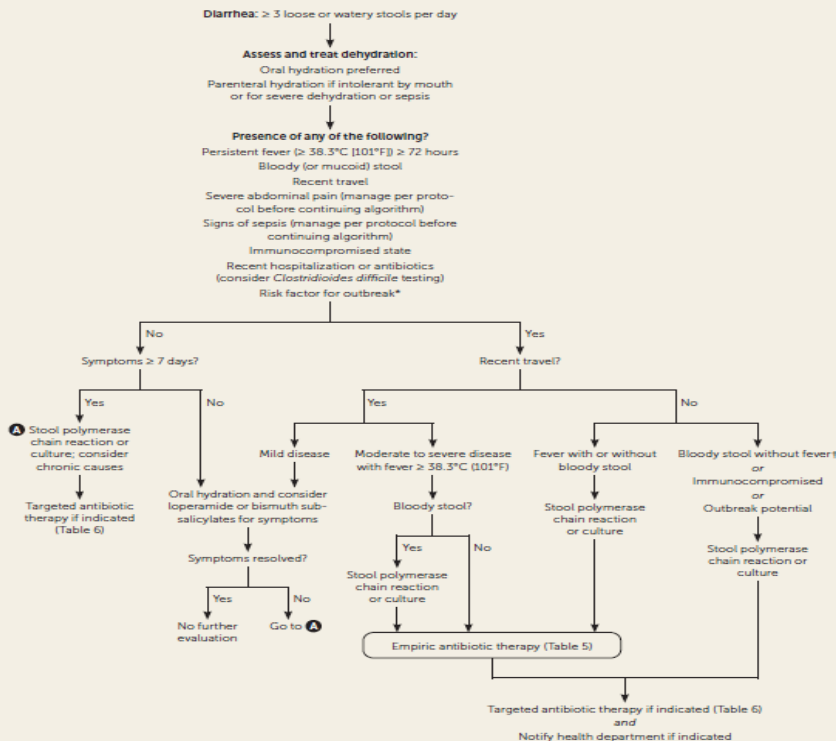 Diarrhea: ≥ 3 loose or watery stools per day
Assess and treat dehydration:
Oral hydration preferred
Parenteral hydration if intolerant by mouth
or for severe dehydration or sepsis
Presence of any of the following?
Persistent fever (≥ 38.3°C [101°F]) ≥ 72 hours
Bloody (or mucoid) stool
Recent travel
Severe abdominal pain (manage per proto-
col before continuing algorithm)
Signs of sepsis (manage per protocol before
continuing algorithm)
Immunocompromised state
Recent hospitalization or antibiotics
(consider Clostridioides difficile testing)
Risk factor for outbreak*
No
Yes
Symptoms ≥ 7 days?
Recent travel?
Yes
No
Yes
No
A Stool polymerase
chain reaction or
culture; consider
chronic causes
Targeted antibiotic
therapy if indicated
(Table 6)
Mild disease
Oral hydration and consider
loperamide or bismuth sub-
salicylates for symptoms
Symptoms resolved?
Yes
No
No further
evaluation
Go to A
Moderate to severe disease
with fever ≥ 38.3°C (101°F)
Bloody stool?
Yes
No
Stool polymerase
chain reaction
or culture
Fever with or without
bloody stool
Stool polymerase
chain reaction
or culture
Bloody stool without fever†
or
Immunocompromised
or
Outbreak potential
Stool polymerase
chain reaction or
culture
Empiric antibiotic therapy (Table 5)
Targeted antibiotic therapy if indicated (Table 6)
and
Notify health department if indicated